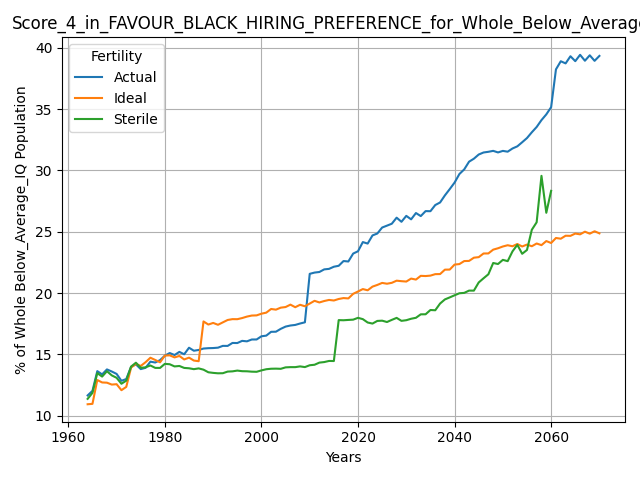 Score_4_in_FAVOUR_BLACK_HIRING_PREFERENCE_for_Whole_Below_Average
% of Whole Below_Average_IQ Population
40
35
30
25
20
15
10
Fertility
Actual
Ideal
Sterile
1960 1980 2000 2020 2040 2060
Years